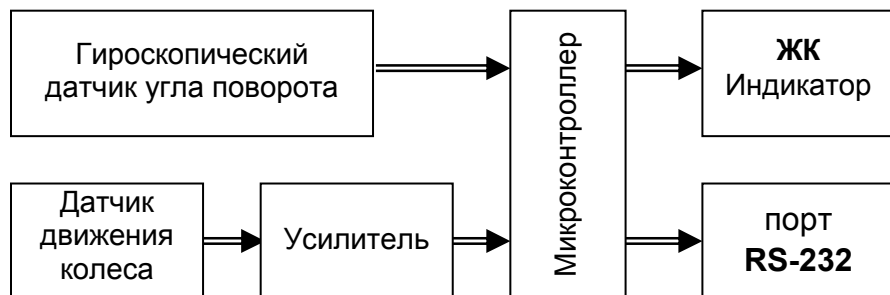 Гироскопический
датчик угла поворота
Микроконтроллер
ЖК
Индикатор
Датчик
движения
колеса
Усилитель
порт
RS-232